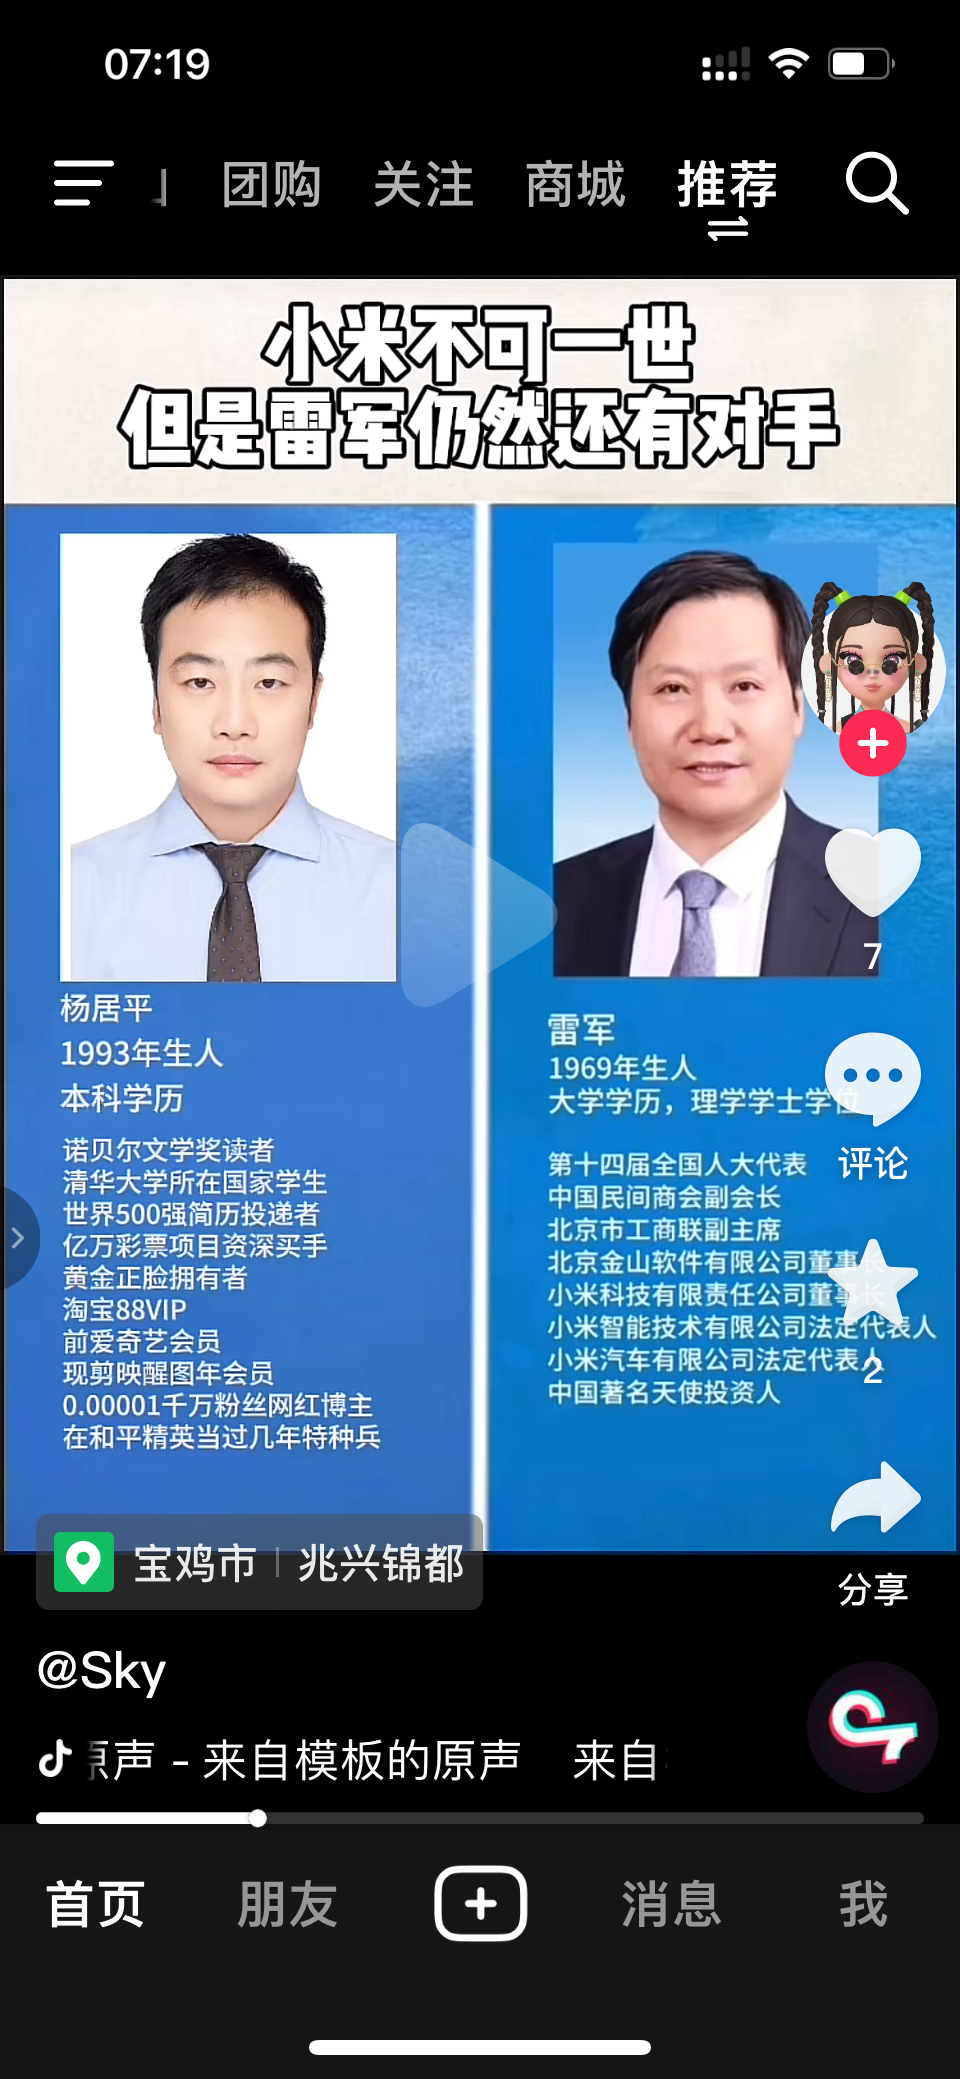 07:19
团购 关注 商城 推荐
小米不可一世
但是雷军仍然还有对手
杨居平
1993年生人
本科学历
诺贝尔文学奖读者
清华大学所在国家学生
世界500强简历投递者
亿万彩票项目资深买手
黄金正脸拥有者
淘宝88VIP
前爱奇艺会员
现剪映醒图年会员
0.00001千万粉丝网红博主
在和平精英当过几年特种兵
雷军
1969年生人
大学学历，理学学士学位
第十四届全国人大代表
中国民间商会副会长
北京市工商联副主席
北京金山软件有限公司董事长
小米科技有限责任公司董事长
小米智能技术有限公司法定代表人
小米汽车有限公司法定代表人
中国著名天使投资人
7
评论
2
分享
宝鸡市 兆兴锦都
@Sky
原声 - 来自模板的原声 来自
首页 朋友 消息 我